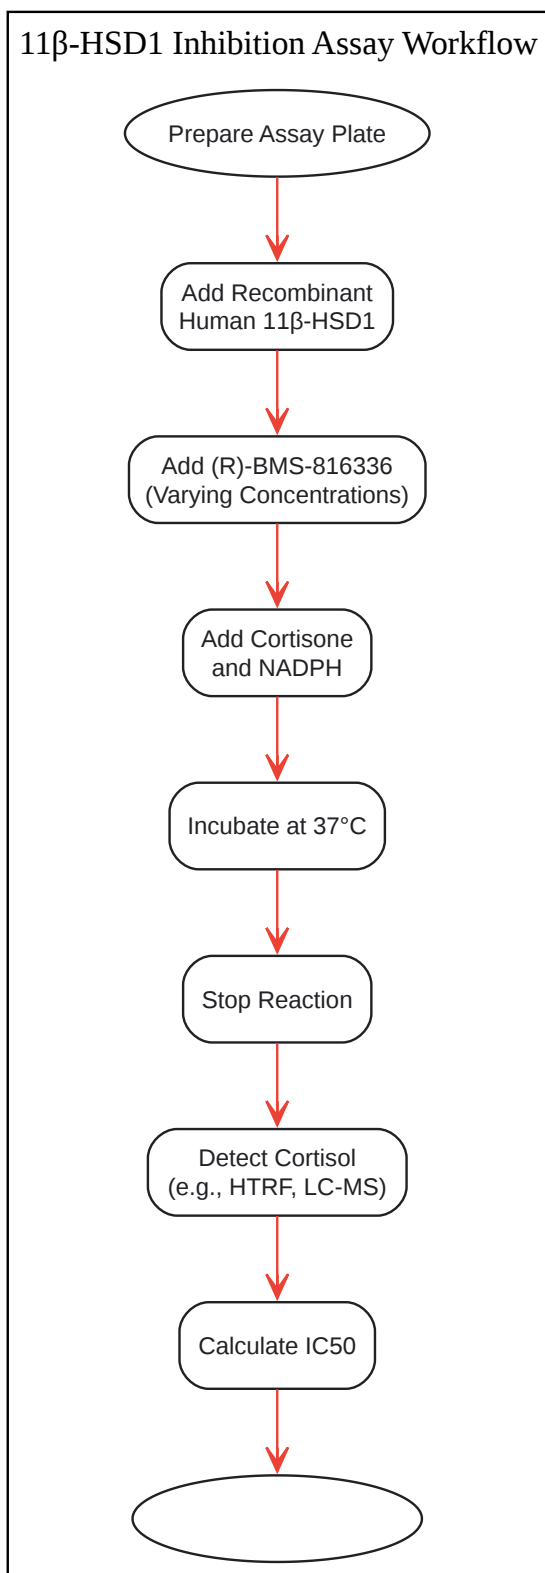 11β-HSD1 Inhibition Assay Workflow
Prepare Assay Plate
Add Recombinant
Human 11β-HSD1
Add (R)-BMS-816336
(Varying Concentrations)
Add Cortisone
and NADPH
Incubate at 37°C
Stop Reaction
Detect Cortisol
(e.g., HTRF, LC-MS)
Calculate IC50